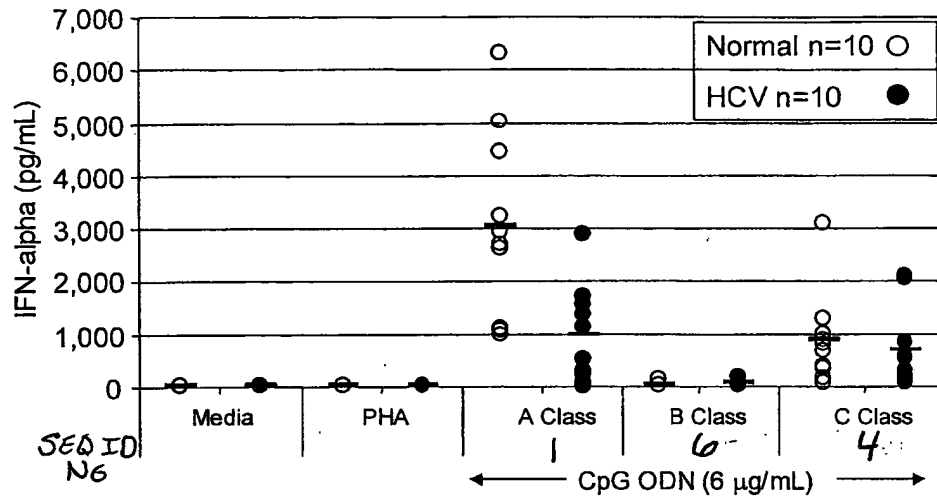 7,000
6,000
5,000
4,000
3,000
2,000
1,000
0
IFN-alpha (pg/mL)
Normal n=10
HCV n=10
Media PHA A Class B Class C Class
SEQ ID 1 6 4
NO
CpG ODN (6 µg/mL)